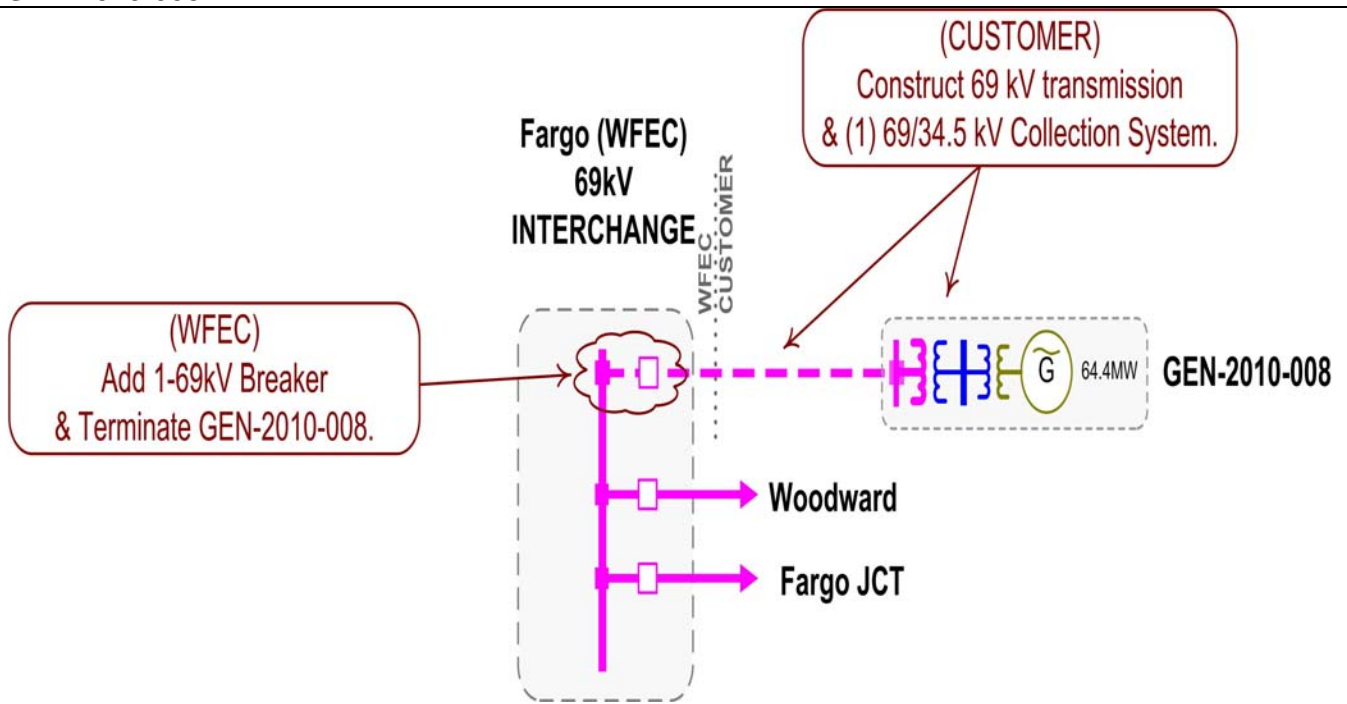 (CUSTOMER)
Construct 69 kV transmission
& (1) 69/34.5 kV Collection System.
Fargo (WFEC)
69kV
INTERCHANGE
WFEC
CUSTOMER
(WFEC)
Add 1-69kV Breaker
& Terminate GEN-2010-008.
G
64.4MW
GEN-2010-008
Woodward
Fargo JCT